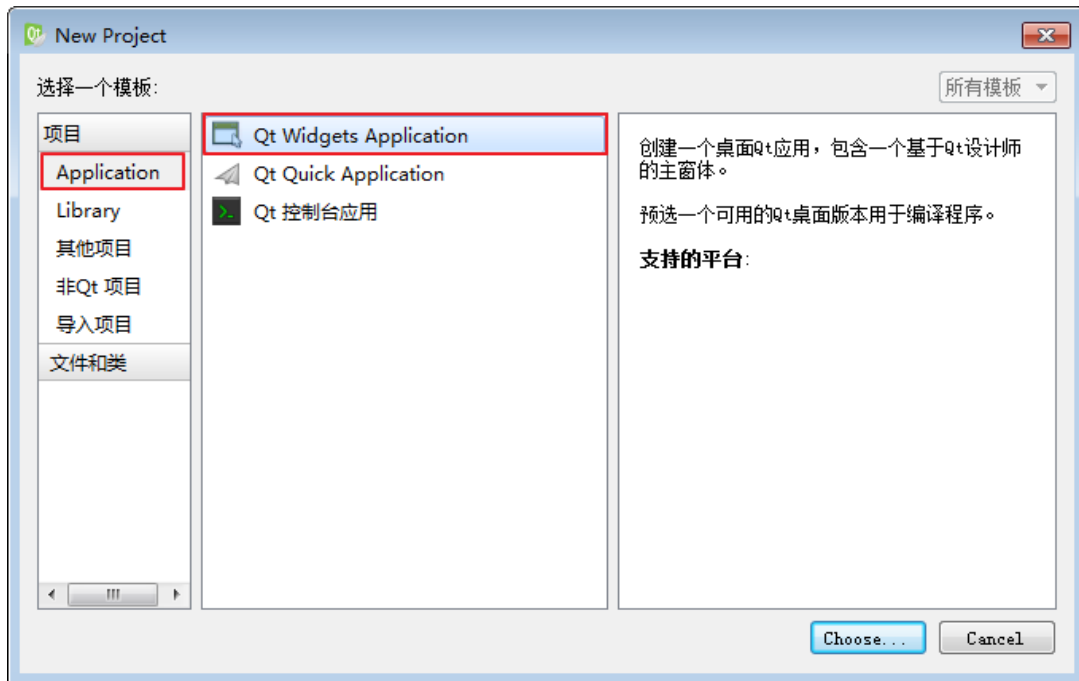 New Project
选择一个模板:
所有模板
项目
Application
Library
其他项目
非Qt 项目
导入项目
文件和类
Qt Widgets Application
Qt Quick Application
Qt 控制台应用
创建一个桌面Qt应用，包含一个基于Qt设计师
的主窗体。
预选一个可用的Qt桌面版本用于编译程序。
支持的平台:
Choose...
Cancel